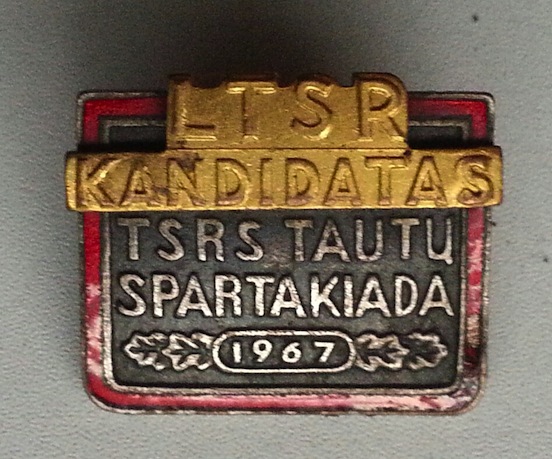 LTSR
KANDIDATAS
TSRS TAUTŲ
SPARTAKIADA
1967